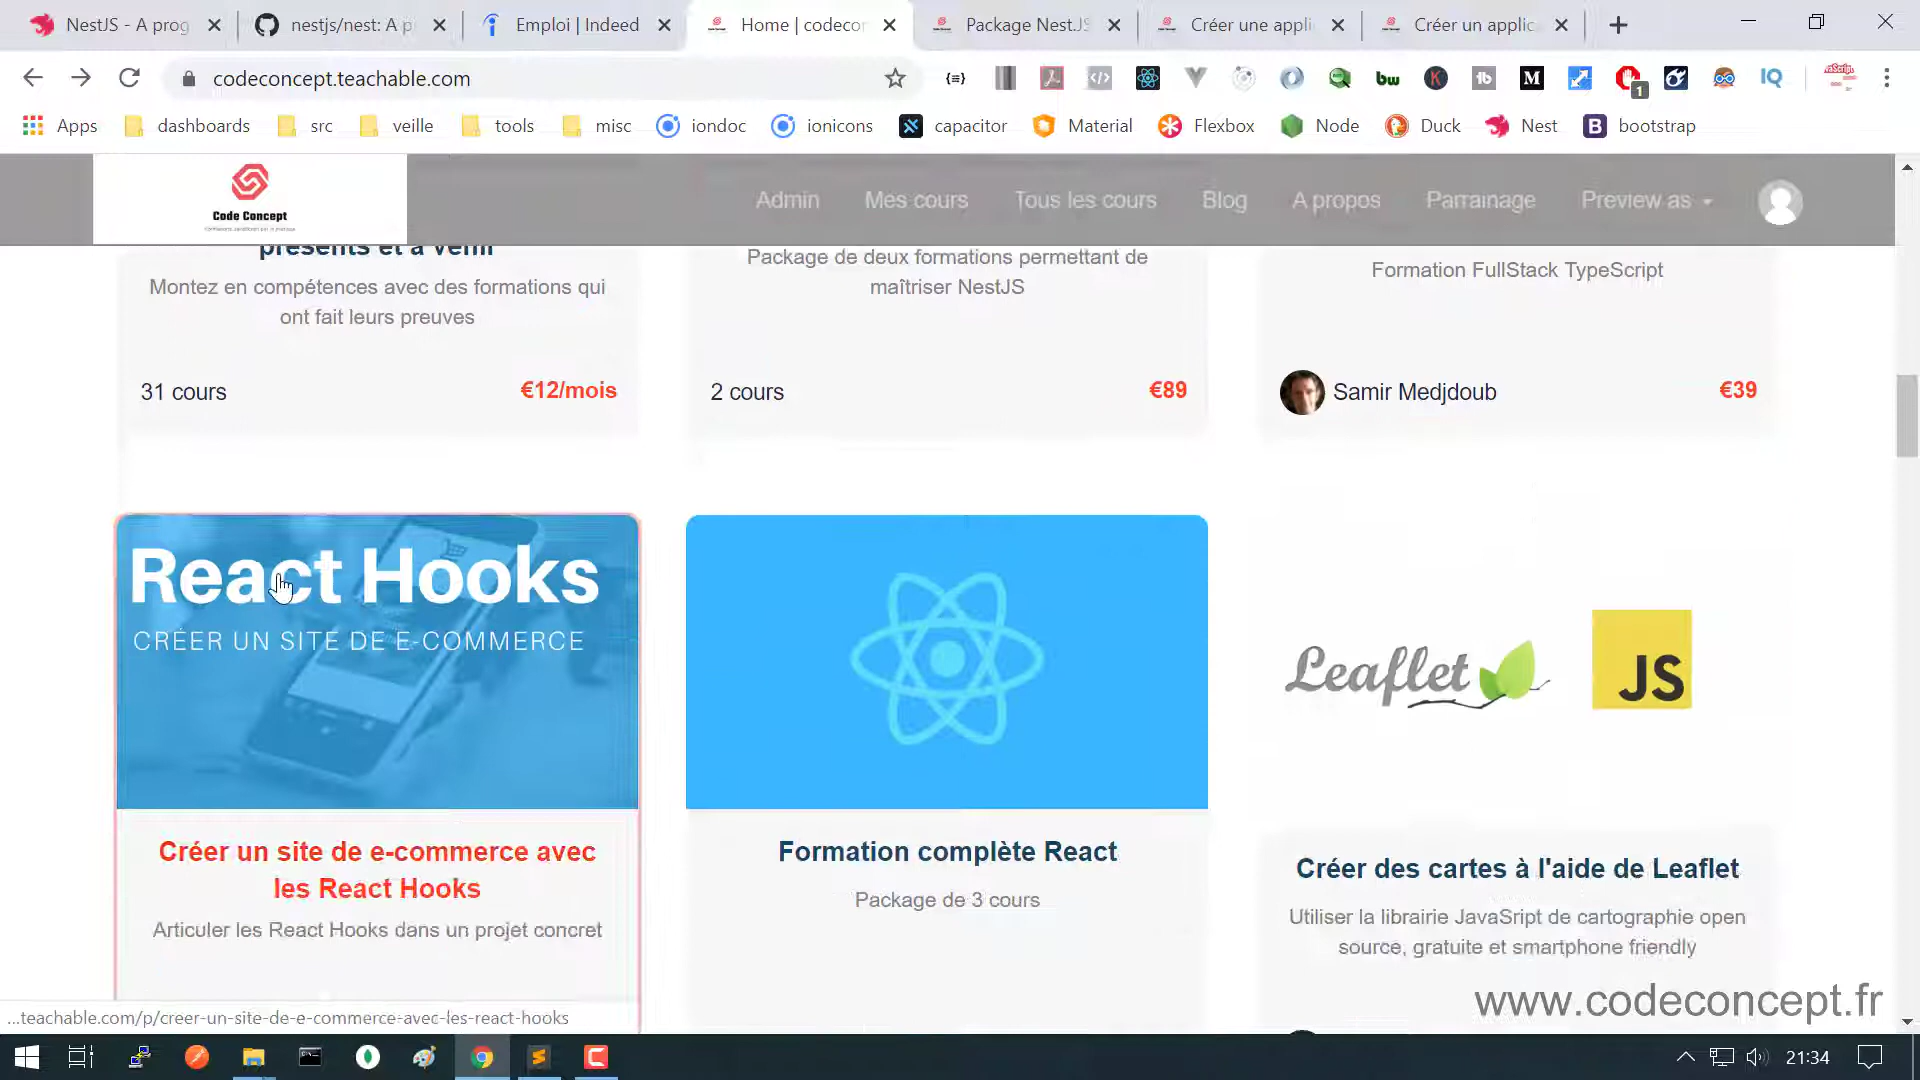 NestJS - A prog
nestjs/nest: A p
Emploi | Indeed
Home | codecon
Package Nest.JS
Créer une appli
Créer un applic
codeconcept.teachable.com
Apps
dashboards
src
veille
tools
misc
iondoc
ionicons
capacitor
Material
Flexbox
Node
Duck
Nest
bootstrap
Code Concept
Admin
Mes cours
Tous les cours
Blog
A propos
Parrainage
Preview as
présents et à venir
Montez en compétences avec des formations qui
ont fait leurs preuves
31 cours
€12/mois
Package de deux formations permettant de
maîtriser NestJS
2 cours
€89
Formation FullStack TypeScript
Samir Medjdoub
€39
React Hooks
CRÉER UN SITE DE E-COMMERCE
Créer un site de e-commerce avec
les React Hooks
Articuler les React Hooks dans un projet concret
Formation complète React
Package de 3 cours
Leaflet
JS
Créer des cartes à l'aide de Leaflet
Utiliser la librairie JavaSript de cartographie open
source, gratuite et smartphone friendly
www.codeconcept.fr
...teachable.com/p/creer-un-site-de-e-commerce-avec-les-react-hooks
21:34